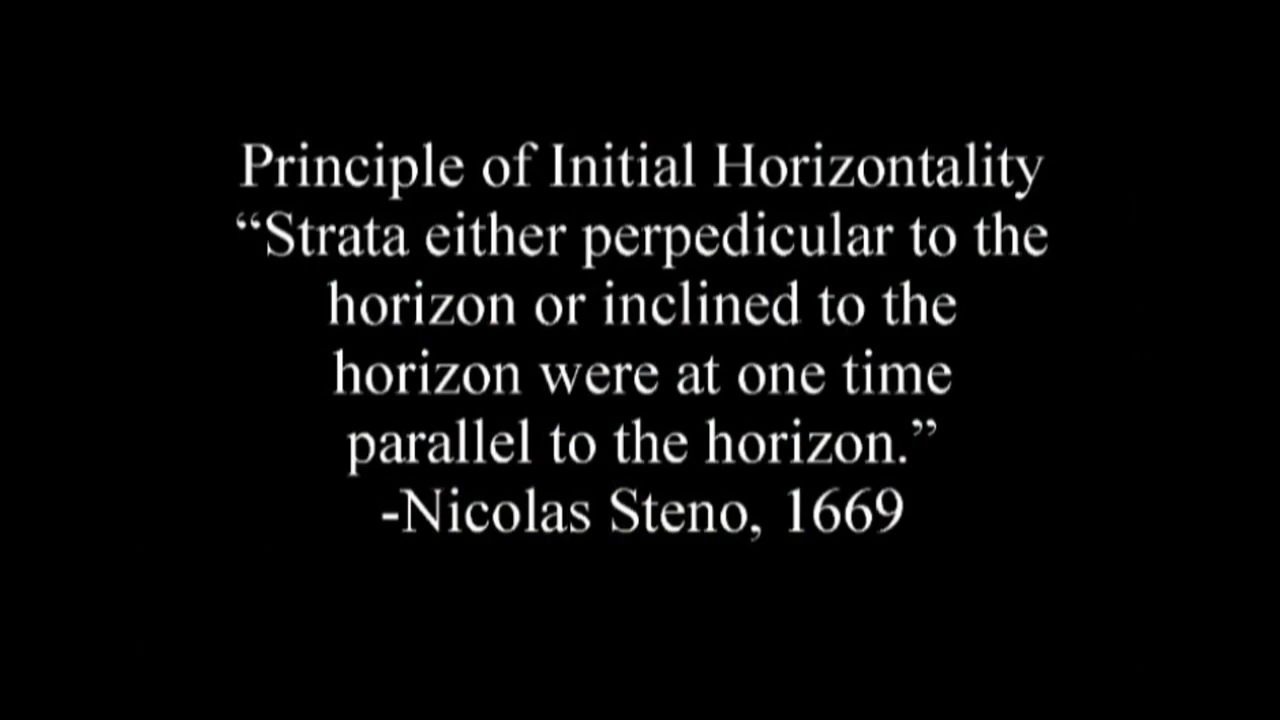 Principle of Initial Horizontality
“Strata either perpedicular to the
horizon or inclined to the
horizon were at one time
parallel to the horizon.”
-Nicolas Steno, 1669